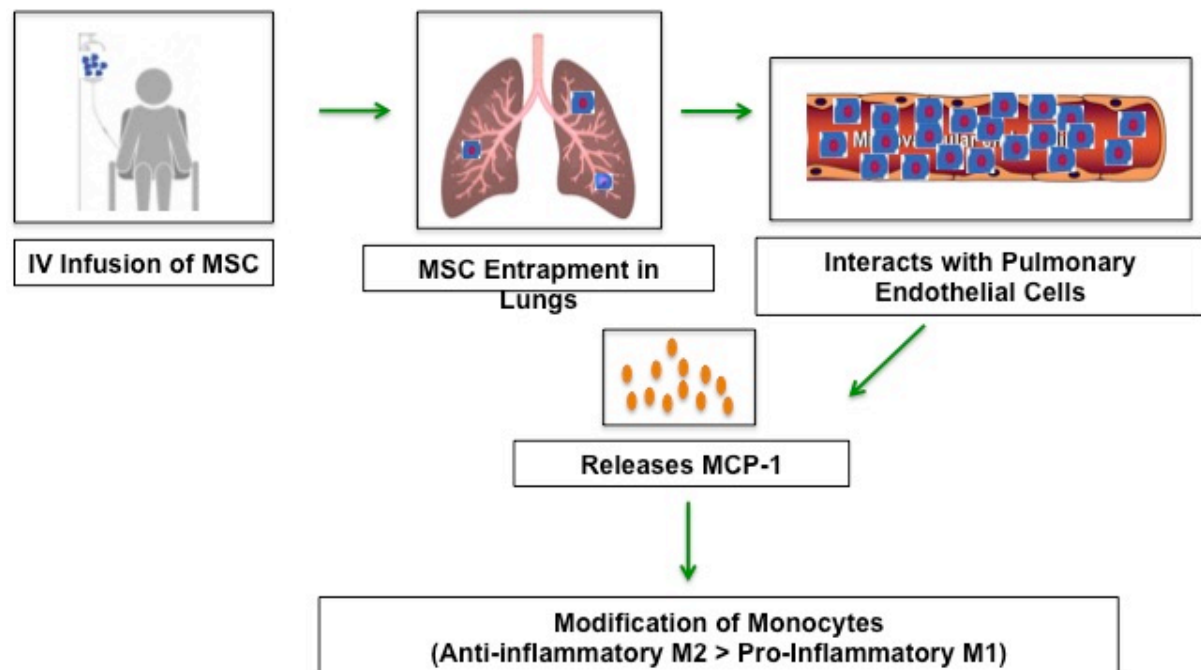 IV Infusion of MSC
MSC Entrapment in
Lungs
Interacts with Pulmonary
Endothelial Cells
Releases MCP-1
Modification of Monocytes
(Anti-inflammatory M2 > Pro-Inflammatory M1)